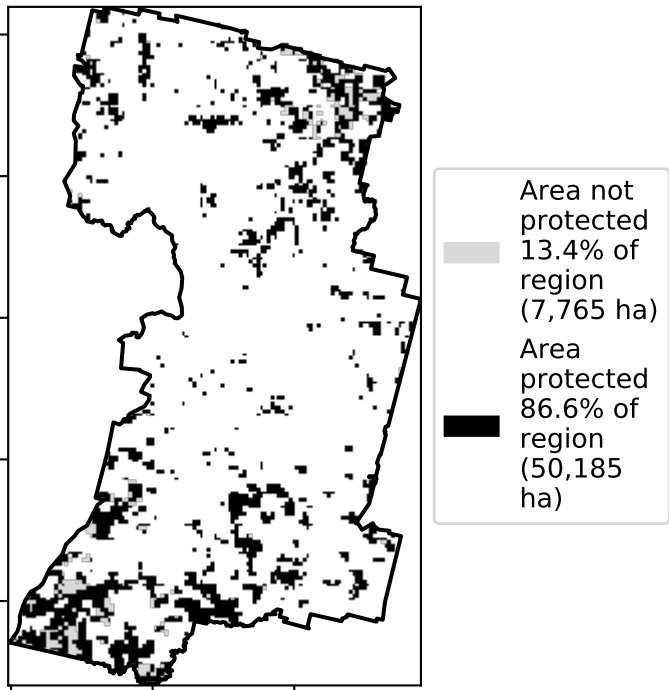 Area not
protected
13.4% of
region
(7,765 ha)
Area
protected
86.6% of
region
(50,185
ha)